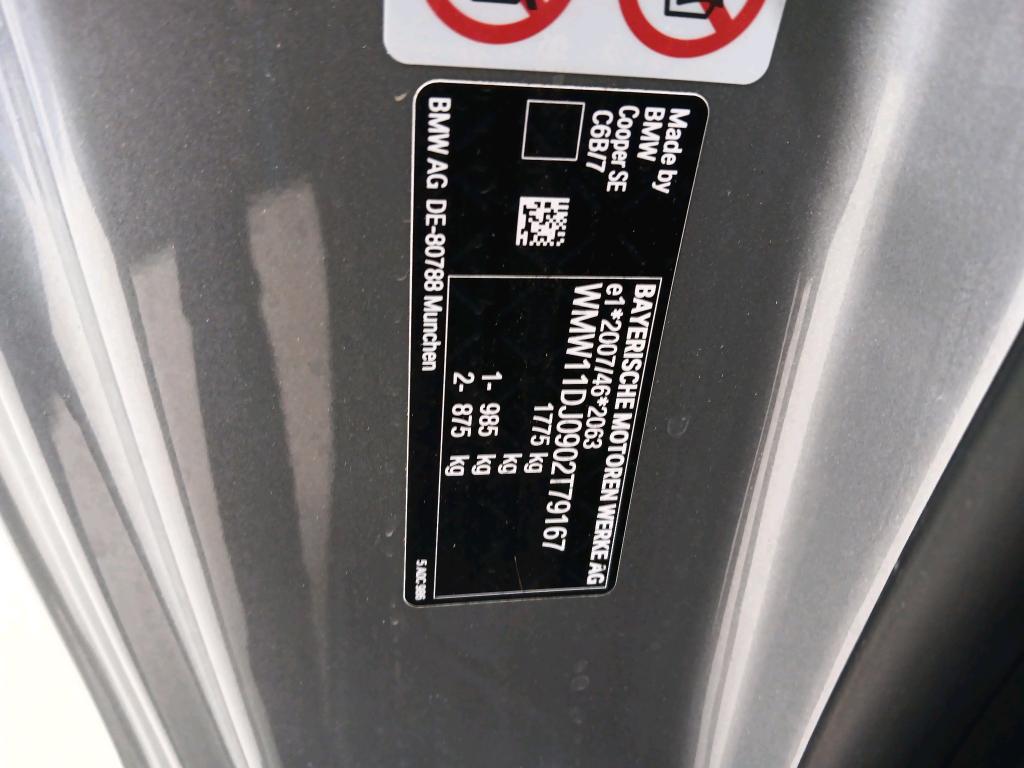 Made by
BMW
Cooper SE
C6B/7
BAYERISCHE MOTOREN WERKE AG
e1*2007/46*2063
WMW11DJ0902T79167
1775 kg
kg
1- 985 kg
2- 875 kg
BMW AG DE-80788 Munchen